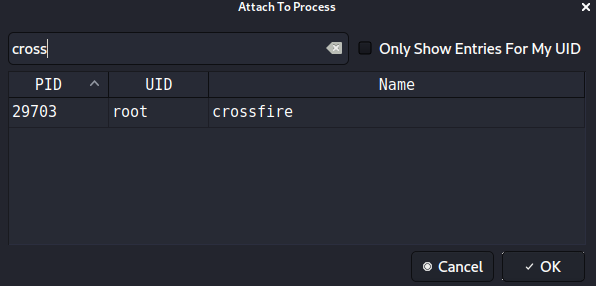 Attach To Process
cross
Only Show Entries For My UID
PID UID Name
29703 root crossfire
Cancel OK